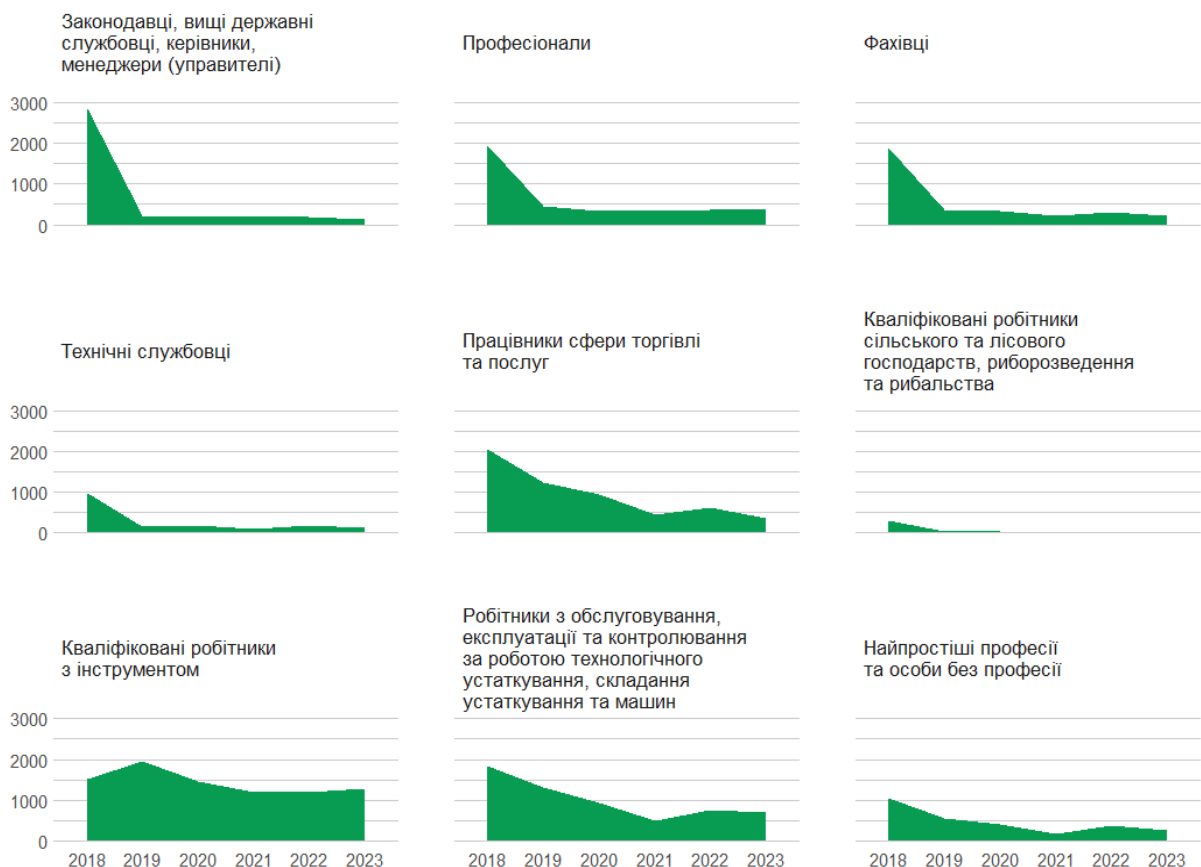 Законодавці, вищі державні
службовці, керівники,
менеджери (управителі)
Професіонали
Фахівці
3000
2000
1000
0
Технічні службовці
Працівники сфери торгівлі
та послуг
Кваліфіковані робітники
сільського та лісового
господарств, риборозведення
та рибальства
3000
2000
1000
0
Кваліфіковані робітники
з інструментом
Робітники з обслуговування,
експлуатації та контролювання
за роботою технологічного
устаткування, складання
устаткування та машин
Найпростіші професії
та особи без професії
3000
2000
1000
0
2018 2019 2020 2021 2022 2023
2018 2019 2020 2021 2022 2023
2018 2019 2020 2021 2022 2023